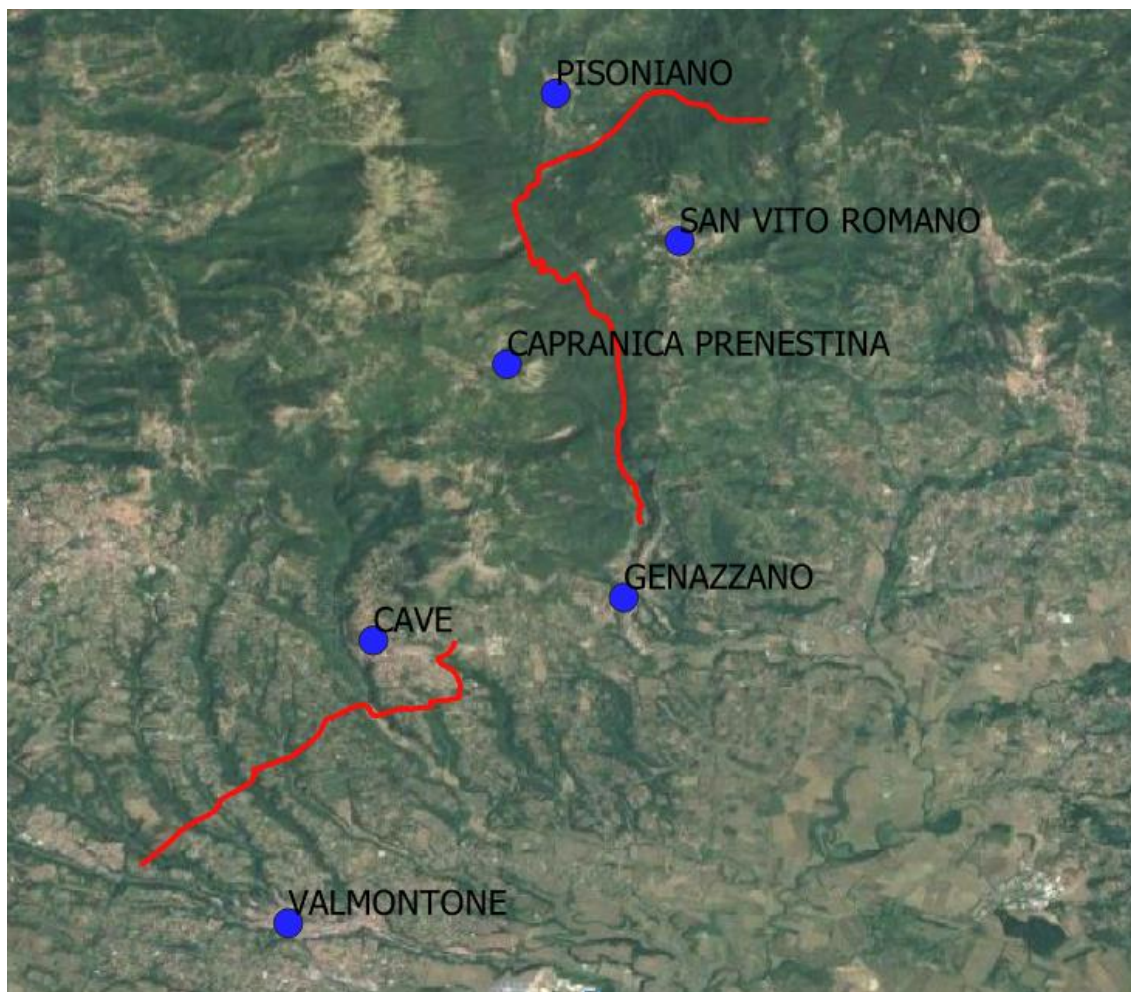 PISONIANO
SAN VITO ROMANO
CAPRANICA PRENESTINA
GENAZZANO
CAVE
VALMONTONE